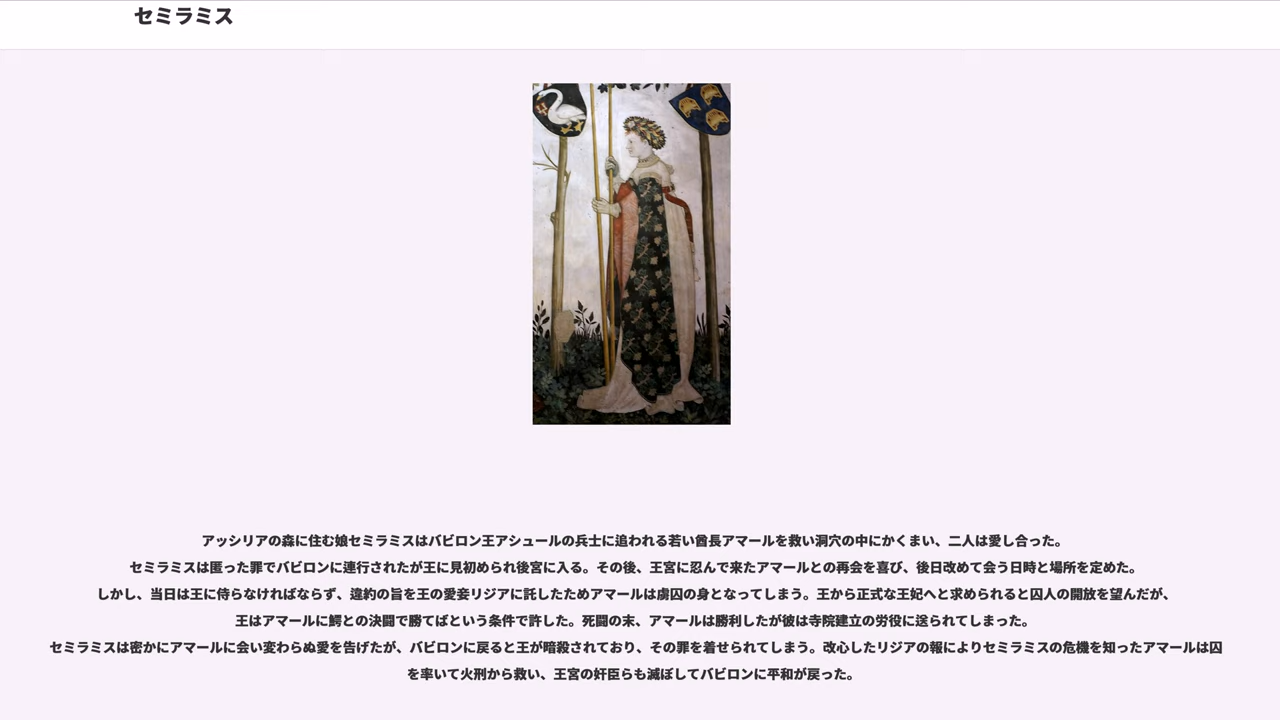 セミラミス
アッシリアの森に住む娘セミラミスはバビロン王アシュールの兵士に追われる若い酋長アマールを救い洞穴の中にかくまい、二人は愛し合った。
セミラミスは匿った罪でバビロンに連行されたが王に見初められ後宮に入る。その後、王宮に忍んで来たアマールとの再会を喜び、後日改めて会う日時と場所を定めた。
しかし、当日は王に侍らなければならず、違約の旨を王の愛妾リジアに託したためアマールは虜囚の身となってしまう。王から正式な王妃へと求められると囚人の開放を望んだが、
王はアマールに鰐との決闘で勝てばという条件で許した。死闘の末、アマールは勝利したが彼は寺院建立の労役に送られてしまった。
セミラミスは密かにアマールに会い変わらぬ愛を告げたが、バビロンに戻ると王が暗殺されており、その罪を着せられてしまう。改心したリジアの報によりセミラミスの危機を知ったアマールは囚
を率いて火刑から救い、王宮の奸臣らも滅ぼしてバビロンに平和が戻った。